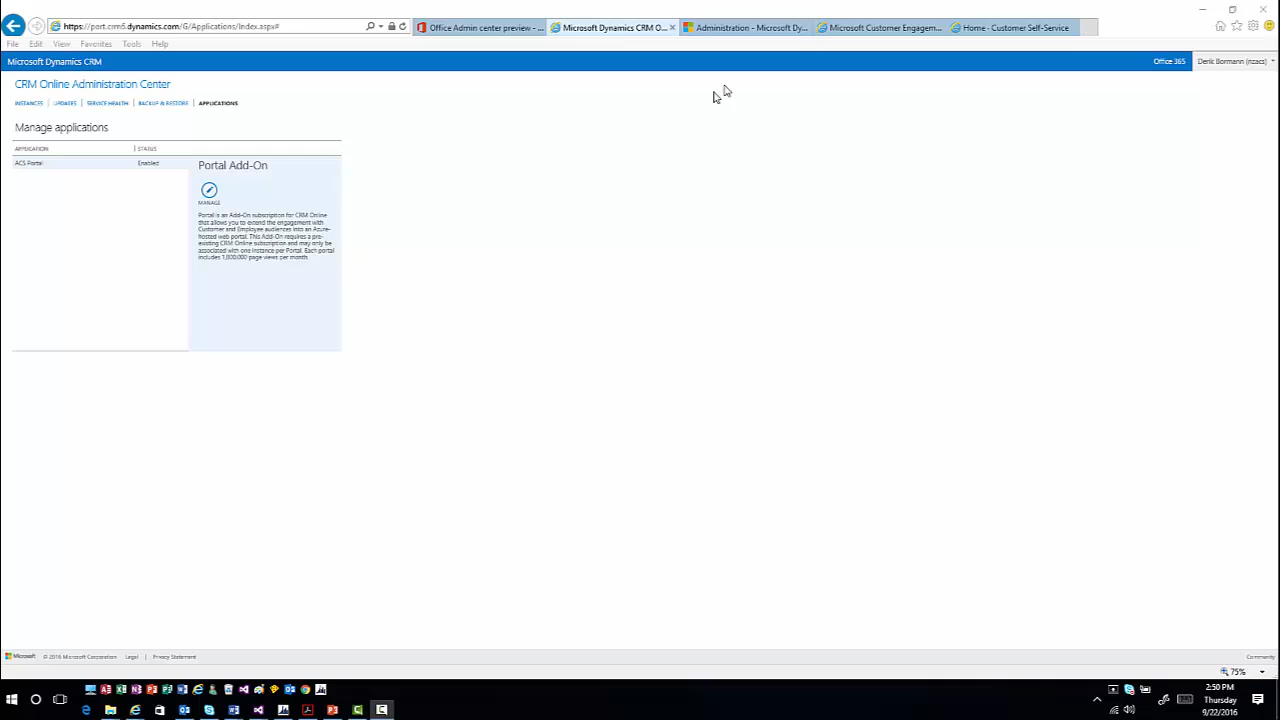 https://port.crm5.dynamics.com/G/Applications/Index.aspx#
Office Admin center preview - ...
Microsoft Dynamics CRM O...
Administration - Microsoft Dy...
Microsoft Customer Engagem...
Home - Customer Self-Service
File Edit View Favorites Tools Help
Microsoft Dynamics CRM
Office 365
Derik Bormann (nzacs)
CRM Online Administration Center
INSTANCES | UPDATES | SERVICE HEALTH | BACKUP & RESTORE | APPLICATIONS
Manage applications
APPLICATION | STATUS
ACS Portal Enabled
Portal Add-On
MANAGE
Portal is an Add-On subscription for CRM Online
that allows you to extend the engagement with
Customer and Employee audiences into an Azure-
hosted web portal. This Add-On requires a pre-
existing CRM Online subscription and may only be
associated with one instance per Portal. Each portal
includes 1,000,000 page views per month.
Microsoft © 2016 Microsoft Corporation Legal | Privacy Statement
Community
75%
2:50 PM
Thursday
9/22/2016